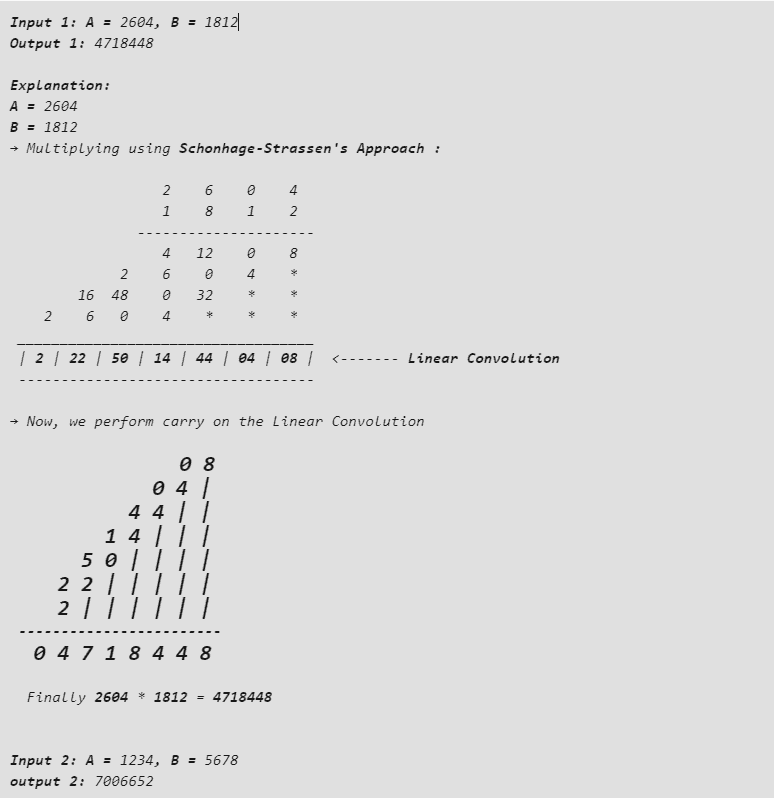 Input 1: A = 2604, B = 1812
Output 1: 4718448
Explanation:
A = 2604
B = 1812
→ Multiplying using Schonhage-Strassen's Approach :
2 6 0 4
1 8 1 2
---------------------
4 12 0 8
2 6 0 4 *
16 48 0 32 * *
2 6 0 4 * * *
___________________________________
| 2 | 22 | 50 | 14 | 44 | 04 | 08 | <------- Linear Convolution
-----------------------------------
→ Now, we perform carry on the Linear Convolution
0 8
0 4 |
4 4 | |
1 4 | | |
5 0 | | | |
2 2 | | | | |
2 | | | | | |
------------------------
0 4 7 1 8 4 4 8
Finally 2604 * 1812 = 4718448
Input 2: A = 1234, B = 5678
output 2: 7006652